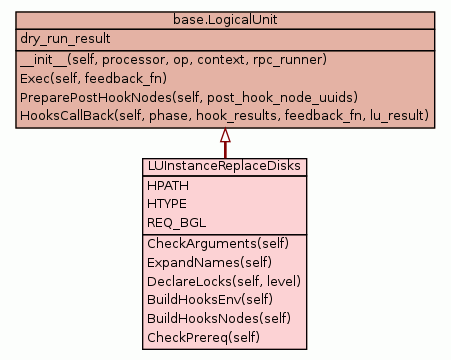 base.LogicalUnit
dry_run_result
__init__(self, processor, op, context, rpc_runner)
Exec(self, feedback_fn)
PreparePostHookNodes(self, post_hook_node_uuids)
HooksCallBack(self, phase, hook_results, feedback_fn, lu_result)
LUInstanceReplaceDisks
HPATH
HTYPE
REQ_BGL
CheckArguments(self)
ExpandNames(self)
DeclareLocks(self, level)
BuildHooksEnv(self)
BuildHooksNodes(self)
CheckPrereq(self)